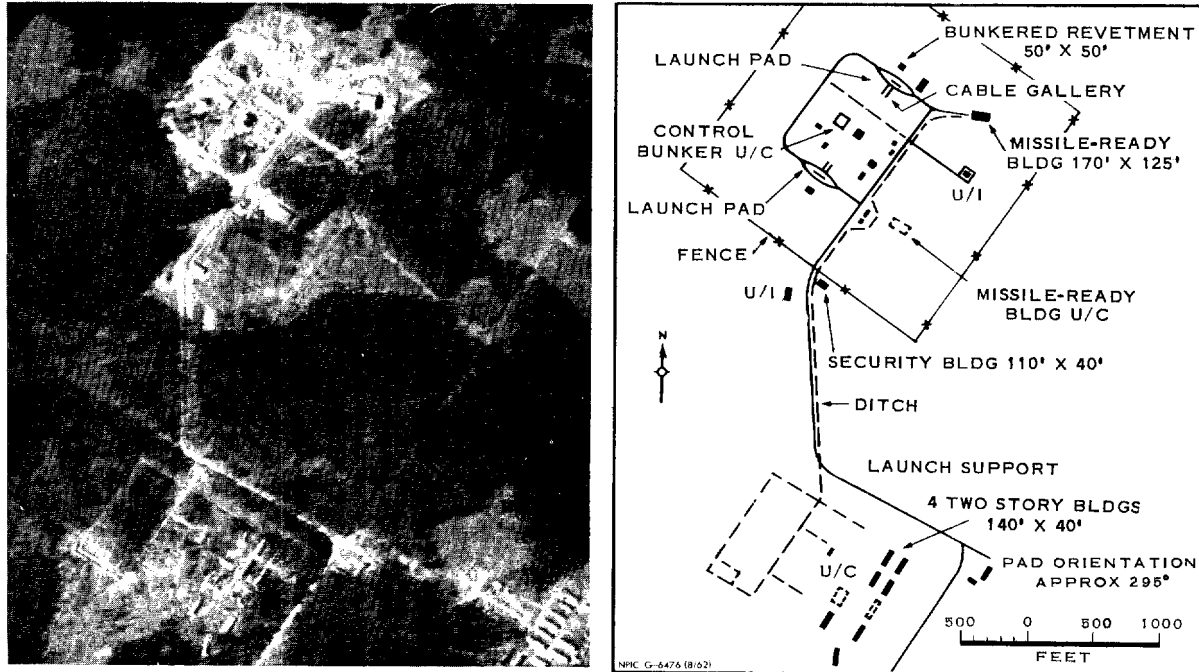 BUNKERED REVETMENT
50' X 50'
LAUNCH PAD
CABLE GALLERY
CONTROL
BUNKER U/C
MISSILE-READY
BLDG 170' X 125'
U/I
LAUNCH PAD
FENCE
U/I
MISSILE-READY
BLDG U/C
N
SECURITY BLDG 110' X 40'
DITCH
LAUNCH SUPPORT
4 TWO STORY BLDGS
140' X 40'
U/C
PAD ORIENTATION
APPROX 295°
500 0 500 1000
FEET
NPIC G-6476 (8/62)